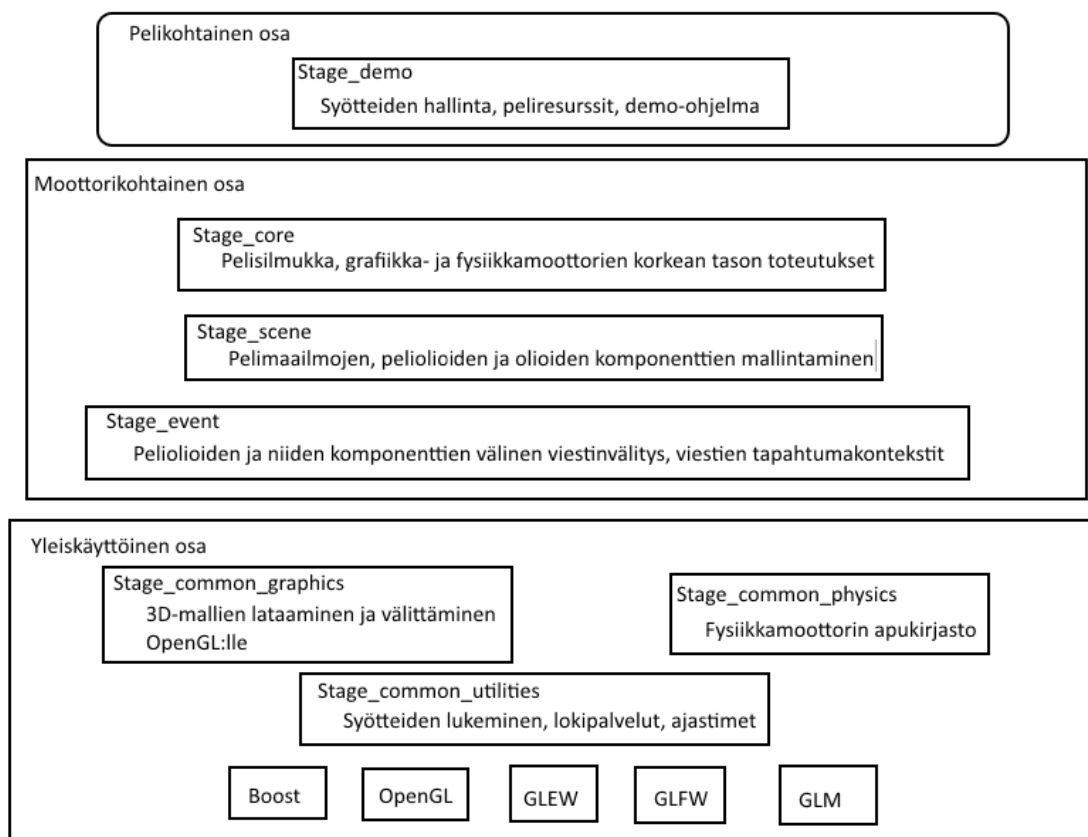 Pelikohtainen osa
Stage_demo
Syötteiden hallinta, peliresurssit, demo-ohjelma
Moottorikohtainen osa
Stage_core
Pelisilmukka, grafiikka- ja fysiikkamoottorien korkean tason toteutukset
Stage_scene
Pelimaailmojen, peliolioiden ja olioiden komponenttien mallintaminen
Stage_event
Peliolioiden ja niiden komponenttien välinen viestinvälitys, viestien tapahtumakontekstit
Yleiskäyttöinen osa
Stage_common_graphics
3D-mallien lataaminen ja välittäminen
OpenGL:lle
Stage_common_physics
Fysiikkamoottorin apukirjasto
Stage_common_utilities
Syötteiden lukeminen, lokipalvelut, ajastimet
Boost
OpenGL
GLEW
GLFW
GLM